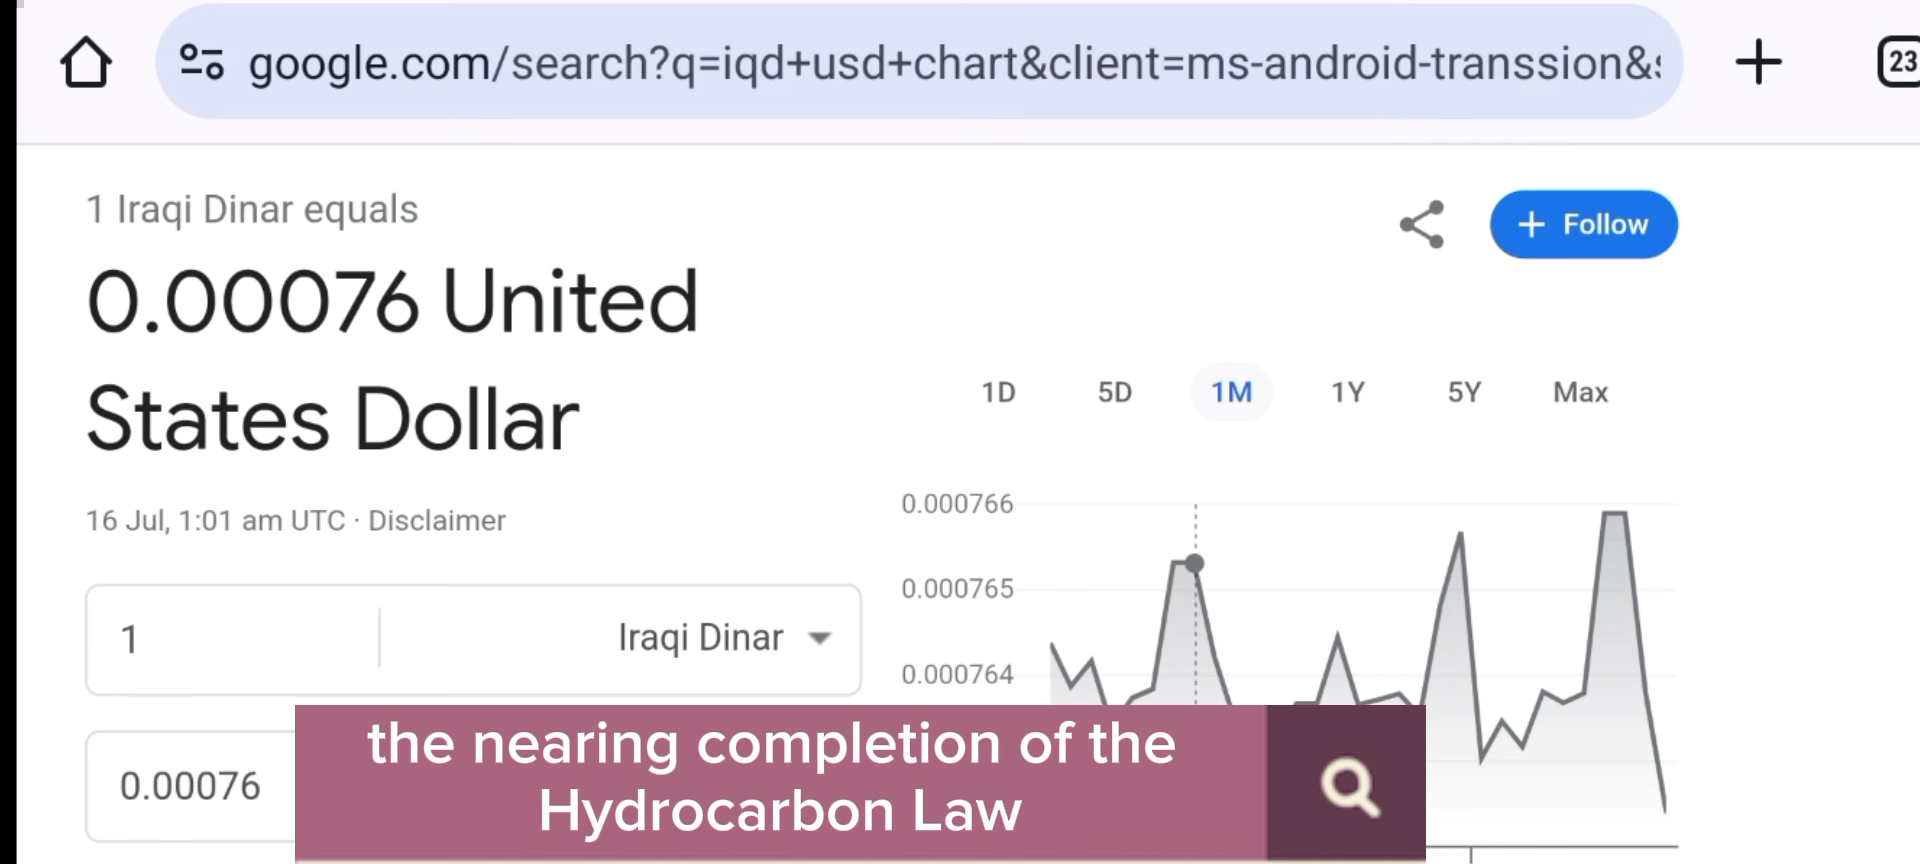 google.com/search?q=iqd+usd+chart&client=ms-android-transsion&
23
1 Iraqi Dinar equals
Follow
0.00076 United
States Dollar
1D 5D 1M 1Y 5Y Max
16 Jul, 1:01 am UTC · Disclaimer
0.000766
0.000765
0.000764
1 Iraqi Dinar
0.00076
the nearing completion of the
Hydrocarbon Law